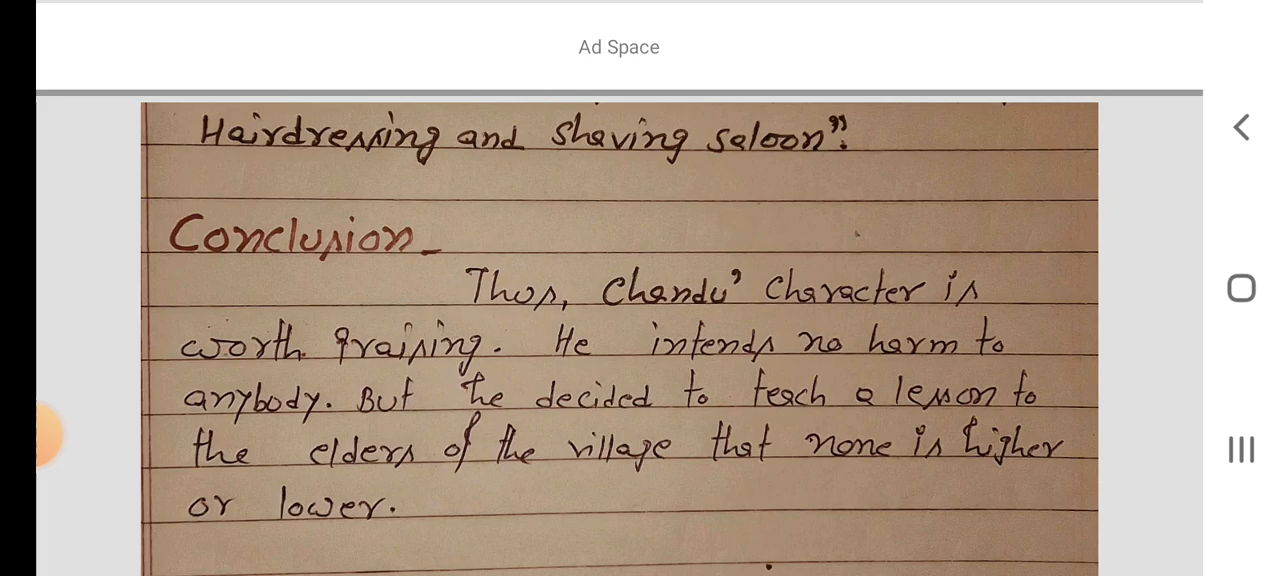 Ad Space
Hairdressing and shaving saloon".
Conclusion -
Thus, Chandu' character is
worth praising. He intends no harm to
anybody. But he decided to teach a lesson to
the elders of the village that none is higher
or lower.